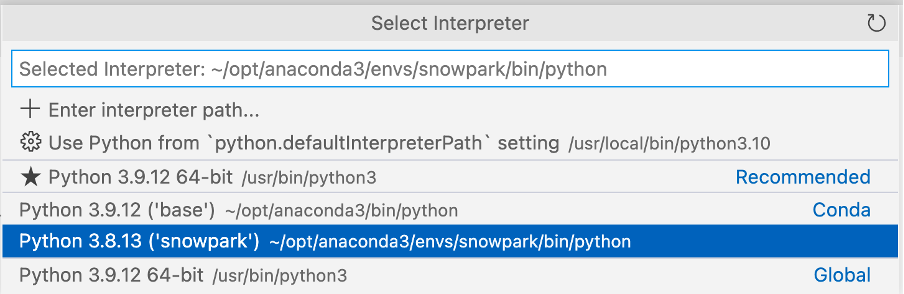 Select Interpreter
Selected Interpreter: ~/opt/anaconda3/envs/snowpark/bin/python
Enter interpreter path...
Use Python from `python.defaultInterpreterPath` setting /usr/local/bin/python3.10
Python 3.9.12 64-bit /usr/bin/python3 Recommended
Python 3.9.12 ('base') ~/opt/anaconda3/bin/python Conda
Python 3.8.13 ('snowpark') ~/opt/anaconda3/envs/snowpark/bin/python
Python 3.9.12 64-bit /usr/bin/python3 Global